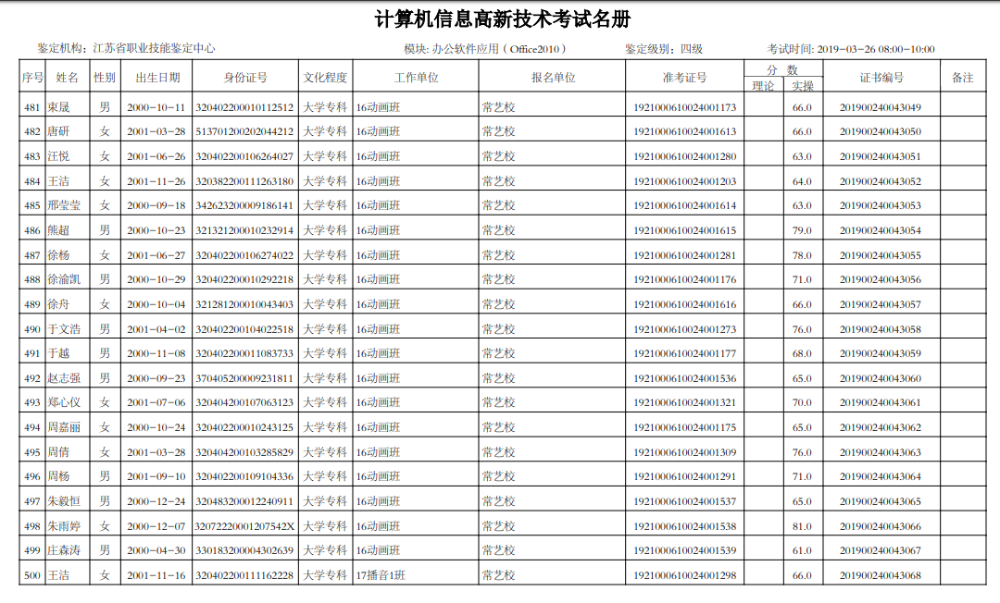 计算机信息高新技术考试名册
鉴定机构: 江苏省职业技能鉴定中心 模块: 办公软件应用 ( Office2010 ) 鉴定级别: 四级 考试时间: 2019-03-26 08:00-10:00
序号 姓名 性别 出生日期 身份证号 文化程度 工作单位 报名单位 准考证号 分 数 证书编号 备注
理论 实操
481 束晟 男 2000-10-11 320402200010112512 大学专科 16动画班 常艺校 1921000610024001173 66.0 201900240043049
482 唐研 女 2001-03-28 513701200202044212 大学专科 16动画班 常艺校 1921000610024001613 66.0 201900240043050
483 汪悦 女 2001-06-26 320402200106264027 大学专科 16动画班 常艺校 1921000610024001280 63.0 201900240043051
484 王洁 女 2001-11-26 320382200111263180 大学专科 16动画班 常艺校 1921000610024001203 64.0 201900240043052
485 邢莹莹 女 2000-09-18 342623200009186141 大学专科 16动画班 常艺校 1921000610024001614 63.0 201900240043053
486 熊超 男 2000-10-23 321321200010232914 大学专科 16动画班 常艺校 1921000610024001615 79.0 201900240043054
487 徐杨 女 2001-06-27 320402200106274022 大学专科 16动画班 常艺校 1921000610024001281 78.0 201900240043055
488 徐渝凯 男 2000-10-29 320402200010292218 大学专科 16动画班 常艺校 1921000610024001176 71.0 201900240043056
489 徐舟 女 2000-10-04 321281200010043403 大学专科 16动画班 常艺校 1921000610024001616 66.0 201900240043057
490 于文浩 男 2001-04-02 320402200104022518 大学专科 16动画班 常艺校 1921000610024001273 76.0 201900240043058
491 于越 男 2000-11-08 320402200011083733 大学专科 16动画班 常艺校 1921000610024001177 68.0 201900240043059
492 赵志强 男 2000-09-23 370405200009231811 大学专科 16动画班 常艺校 1921000610024001536 65.0 201900240043060
493 郑心仪 女 2001-07-06 320404200107063123 大学专科 16动画班 常艺校 1921000610024001321 70.0 201900240043061
494 周嘉丽 女 2000-10-24 320402200010243125 大学专科 16动画班 常艺校 1921000610024001175 65.0 201900240043062
495 周倩 女 2001-03-28 320404200103285829 大学专科 16动画班 常艺校 1921000610024001309 76.0 201900240043063
496 周杨 男 2001-09-10 320402200109104336 大学专科 16动画班 常艺校 1921000610024001291 71.0 201900240043064
497 朱毅恒 男 2000-12-24 320483200012240911 大学专科 16动画班 常艺校 1921000610024001537 65.0 201900240043065
498 朱雨婷 女 2000-12-07 32072220001207542X 大学专科 16动画班 常艺校 1921000610024001538 81.0 201900240043066
499 庄森涛 男 2000-04-30 330183200004302639 大学专科 16动画班 常艺校 1921000610024001539 61.0 201900240043067
500 王洁 女 2001-11-16 320402200111162228 大学专科 17播音1班 常艺校 1921000610024001298 66.0 201900240043068